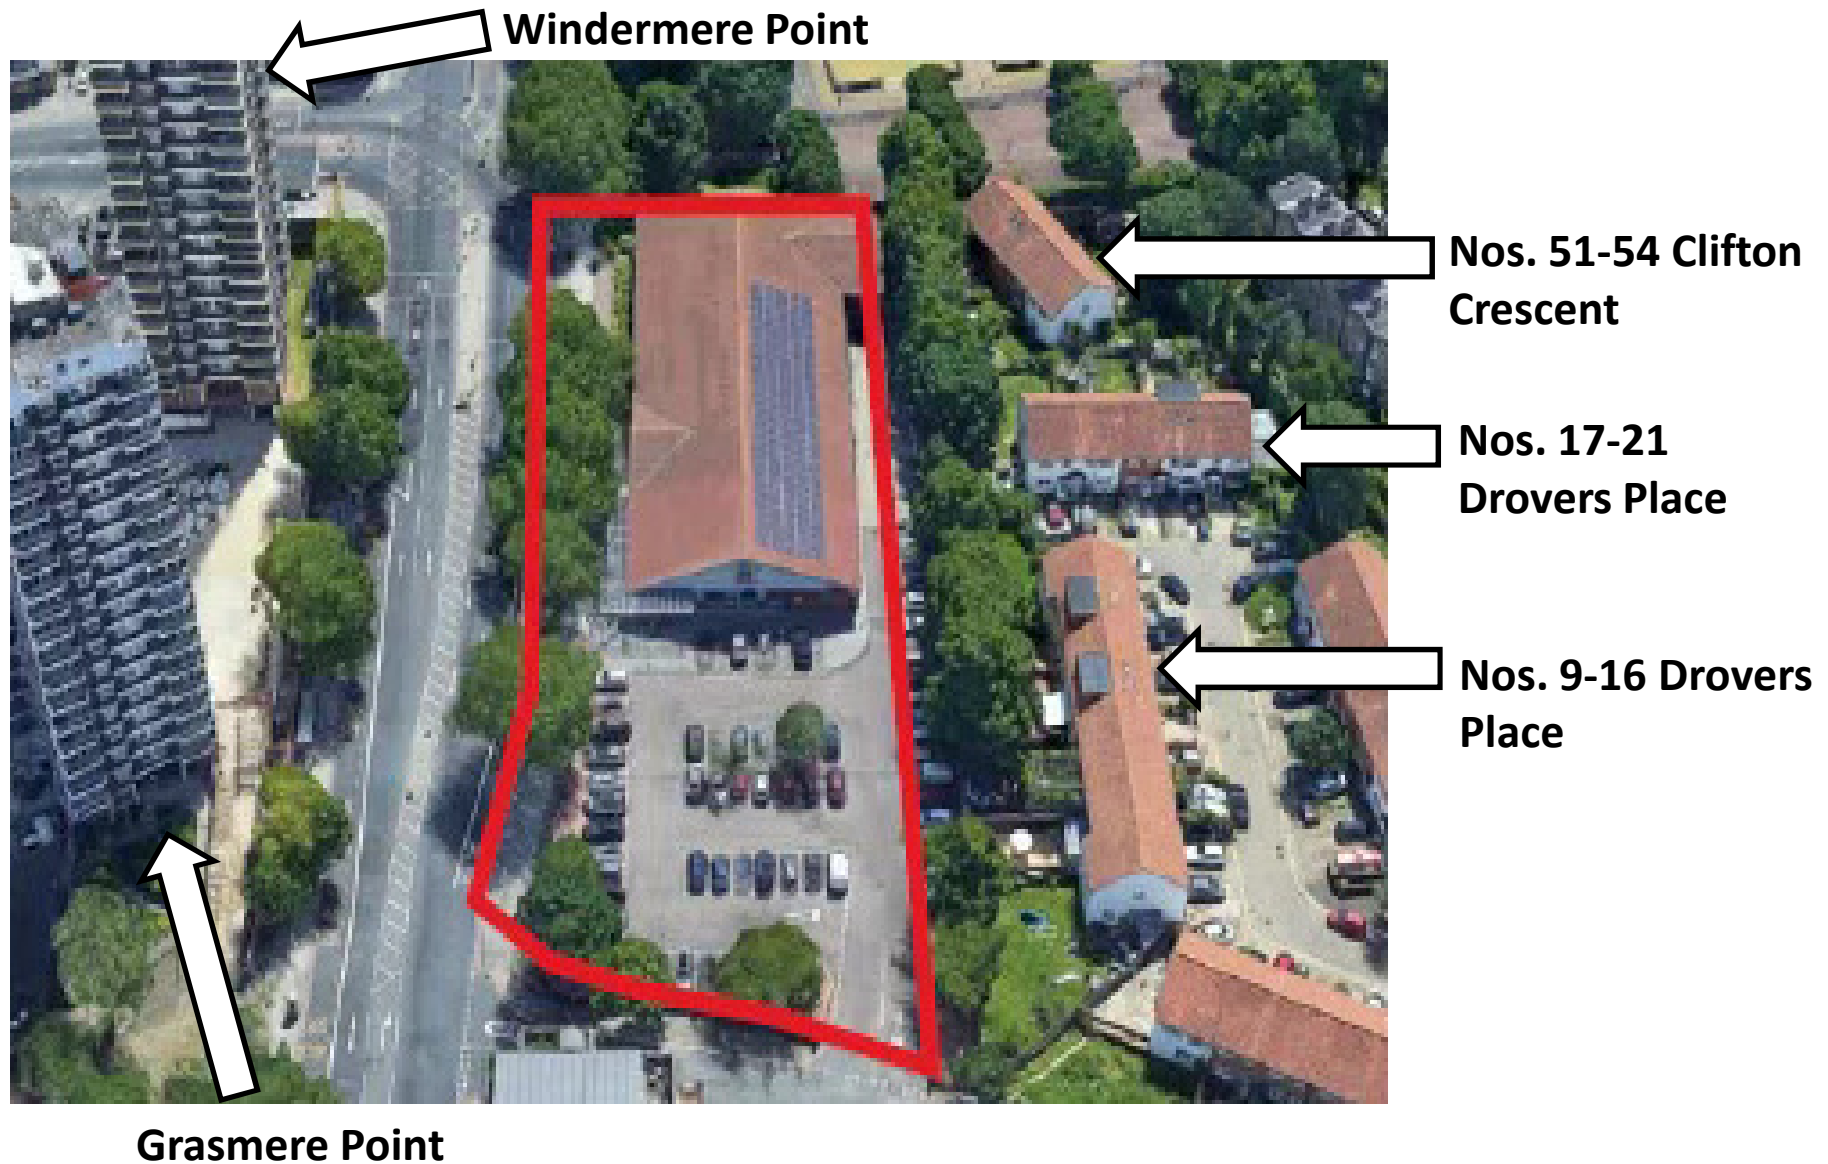 Windermere Point
Nos. 51-54 Clifton
Crescent
Nos. 17-21
Drovers Place
Nos. 9-16 Drovers
Place
Grasmere Point